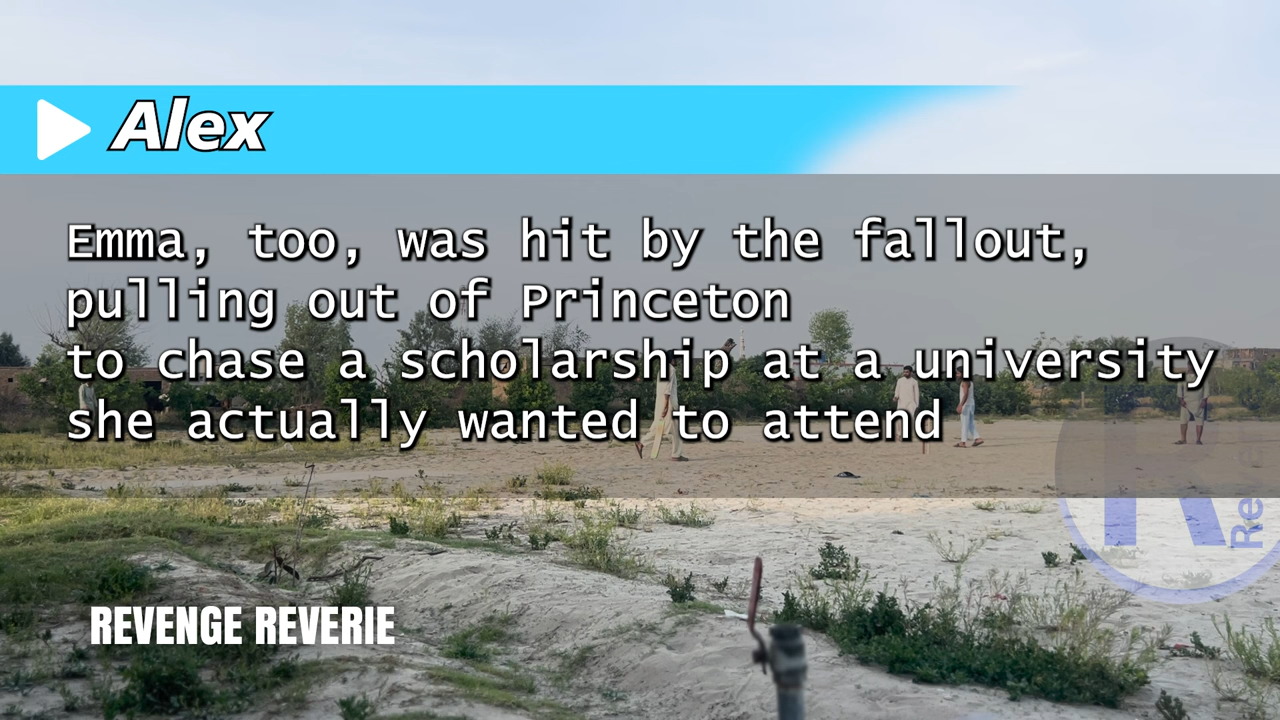 Alex
Emma, too, was hit by the fallout,
pulling out of Princeton
to chase a scholarship at a university
she actually wanted to attend
REVENGE REVERIE
R
Re